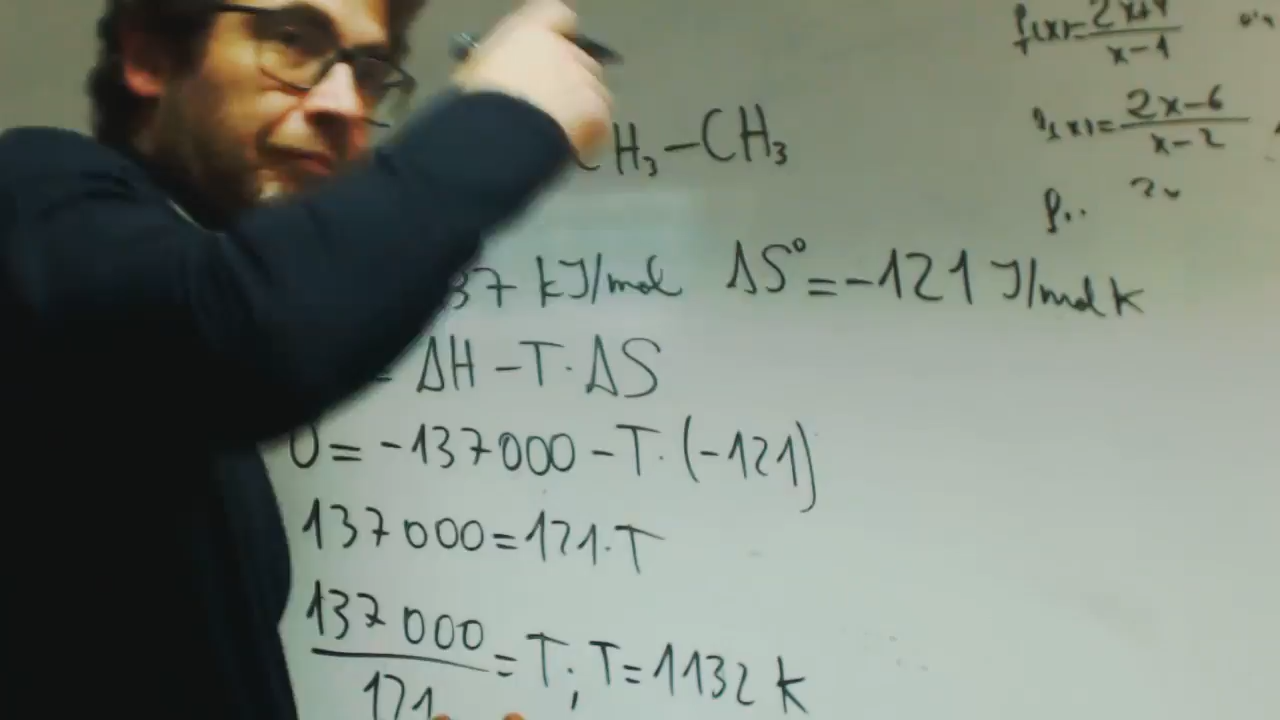 H₃-CH₃
37 kJ/mol ΔS° = -121 J/mol K
ΔH - T· ΔS
0 = -137000 - T· (-121)
137000 = 121·T
137000/121 = T; T= 1132 K
2x+4/x-1
2x-6/x-2